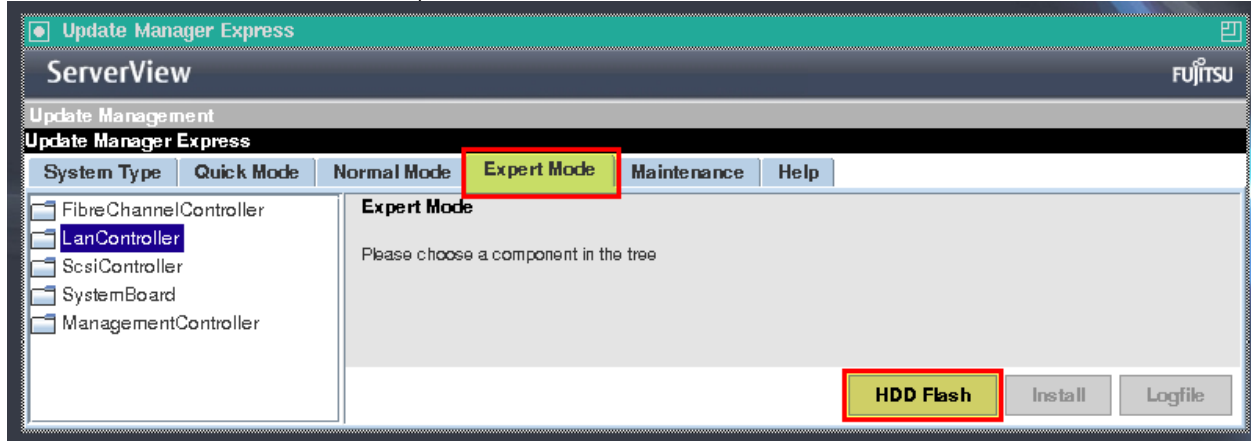 Update Manager Express
ServerView
FUJITSU
Update Management
Update Manager Express
System Type Quick Mode Normal Mode Expert Mode Maintenance Help
FibreChannelController
LanController
ScsiController
SystemBoard
ManagementController
Expert Mode
Please choose a component in the tree
HDD Flash Install Logfile